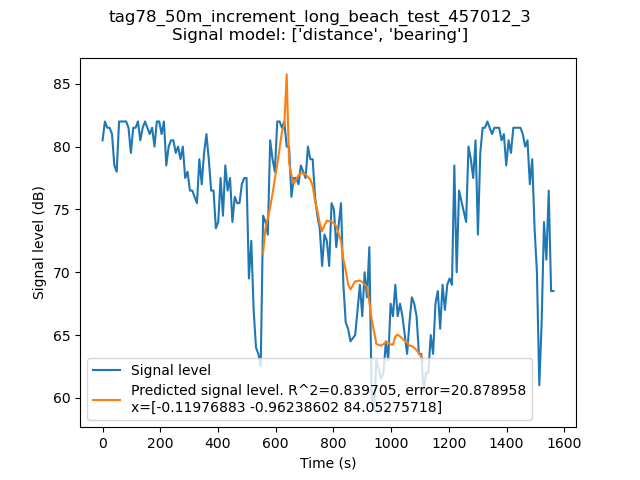 tag78_50m_increment_long_beach_test_457012_3
Signal model: ['distance', 'bearing']
85
80
75
70
65
60
Signal level (dB)
Signal level
Predicted signal level. R^2=0.839705, error=20.878958
x=[-0.11976883 -0.96238602 84.05275718]
0 200 400 600 800 1000 1200 1400 1600
Time (s)